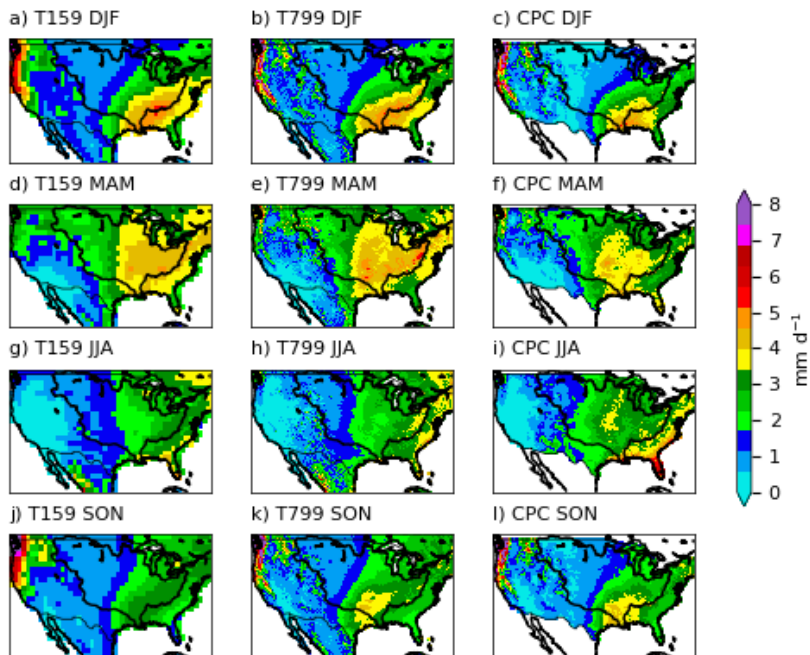 a) T159 DJF
b) T799 DJF
c) CPC DJF
d) T159 MAM
e) T799 MAM
f) CPC MAM
g) T159 JJA
h) T799 JJA
i) CPC JJA
j) T159 SON
k) T799 SON
l) CPC SON
8
7
6
5
4
3
2
1
0
mm d⁻¹